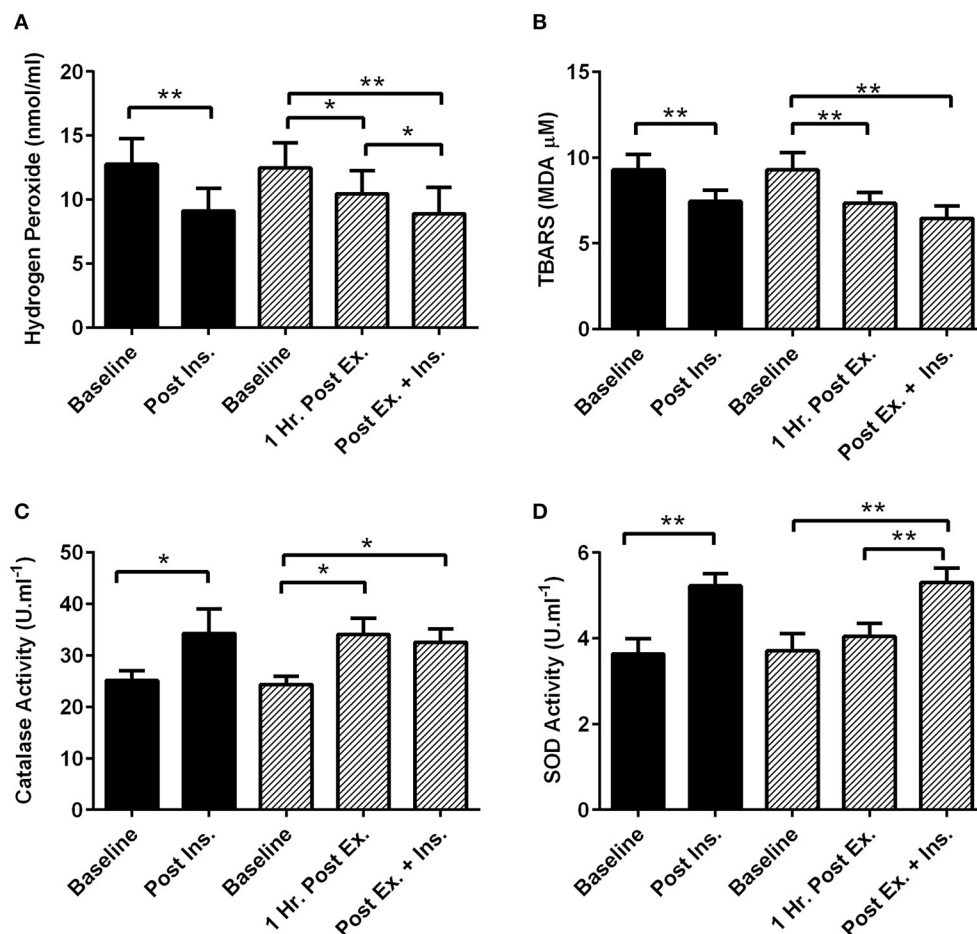 A
Hydrogen Peroxide (nmol/ml)
20
15
10
5
0
**
**
*
*
Baseline
Post Ins.
Baseline
1 Hr. Post Ex.
Post Ex. + Ins.
B
TBARS (MDA μM)
15
10
5
0
**
**
**
Baseline
Post Ins.
Baseline
1 Hr. Post Ex.
Post Ex. + Ins.
C
Catalase Activity (U.ml⁻¹)
50
40
30
20
10
0
*
*
*
Baseline
Post Ins.
Baseline
1 Hr. Post Ex.
Post Ex. + Ins.
D
SOD Activity (U.ml⁻¹)
6
4
2
0
**
**
**
Baseline
Post Ins.
Baseline
1 Hr. Post Ex.
Post Ex. + Ins.